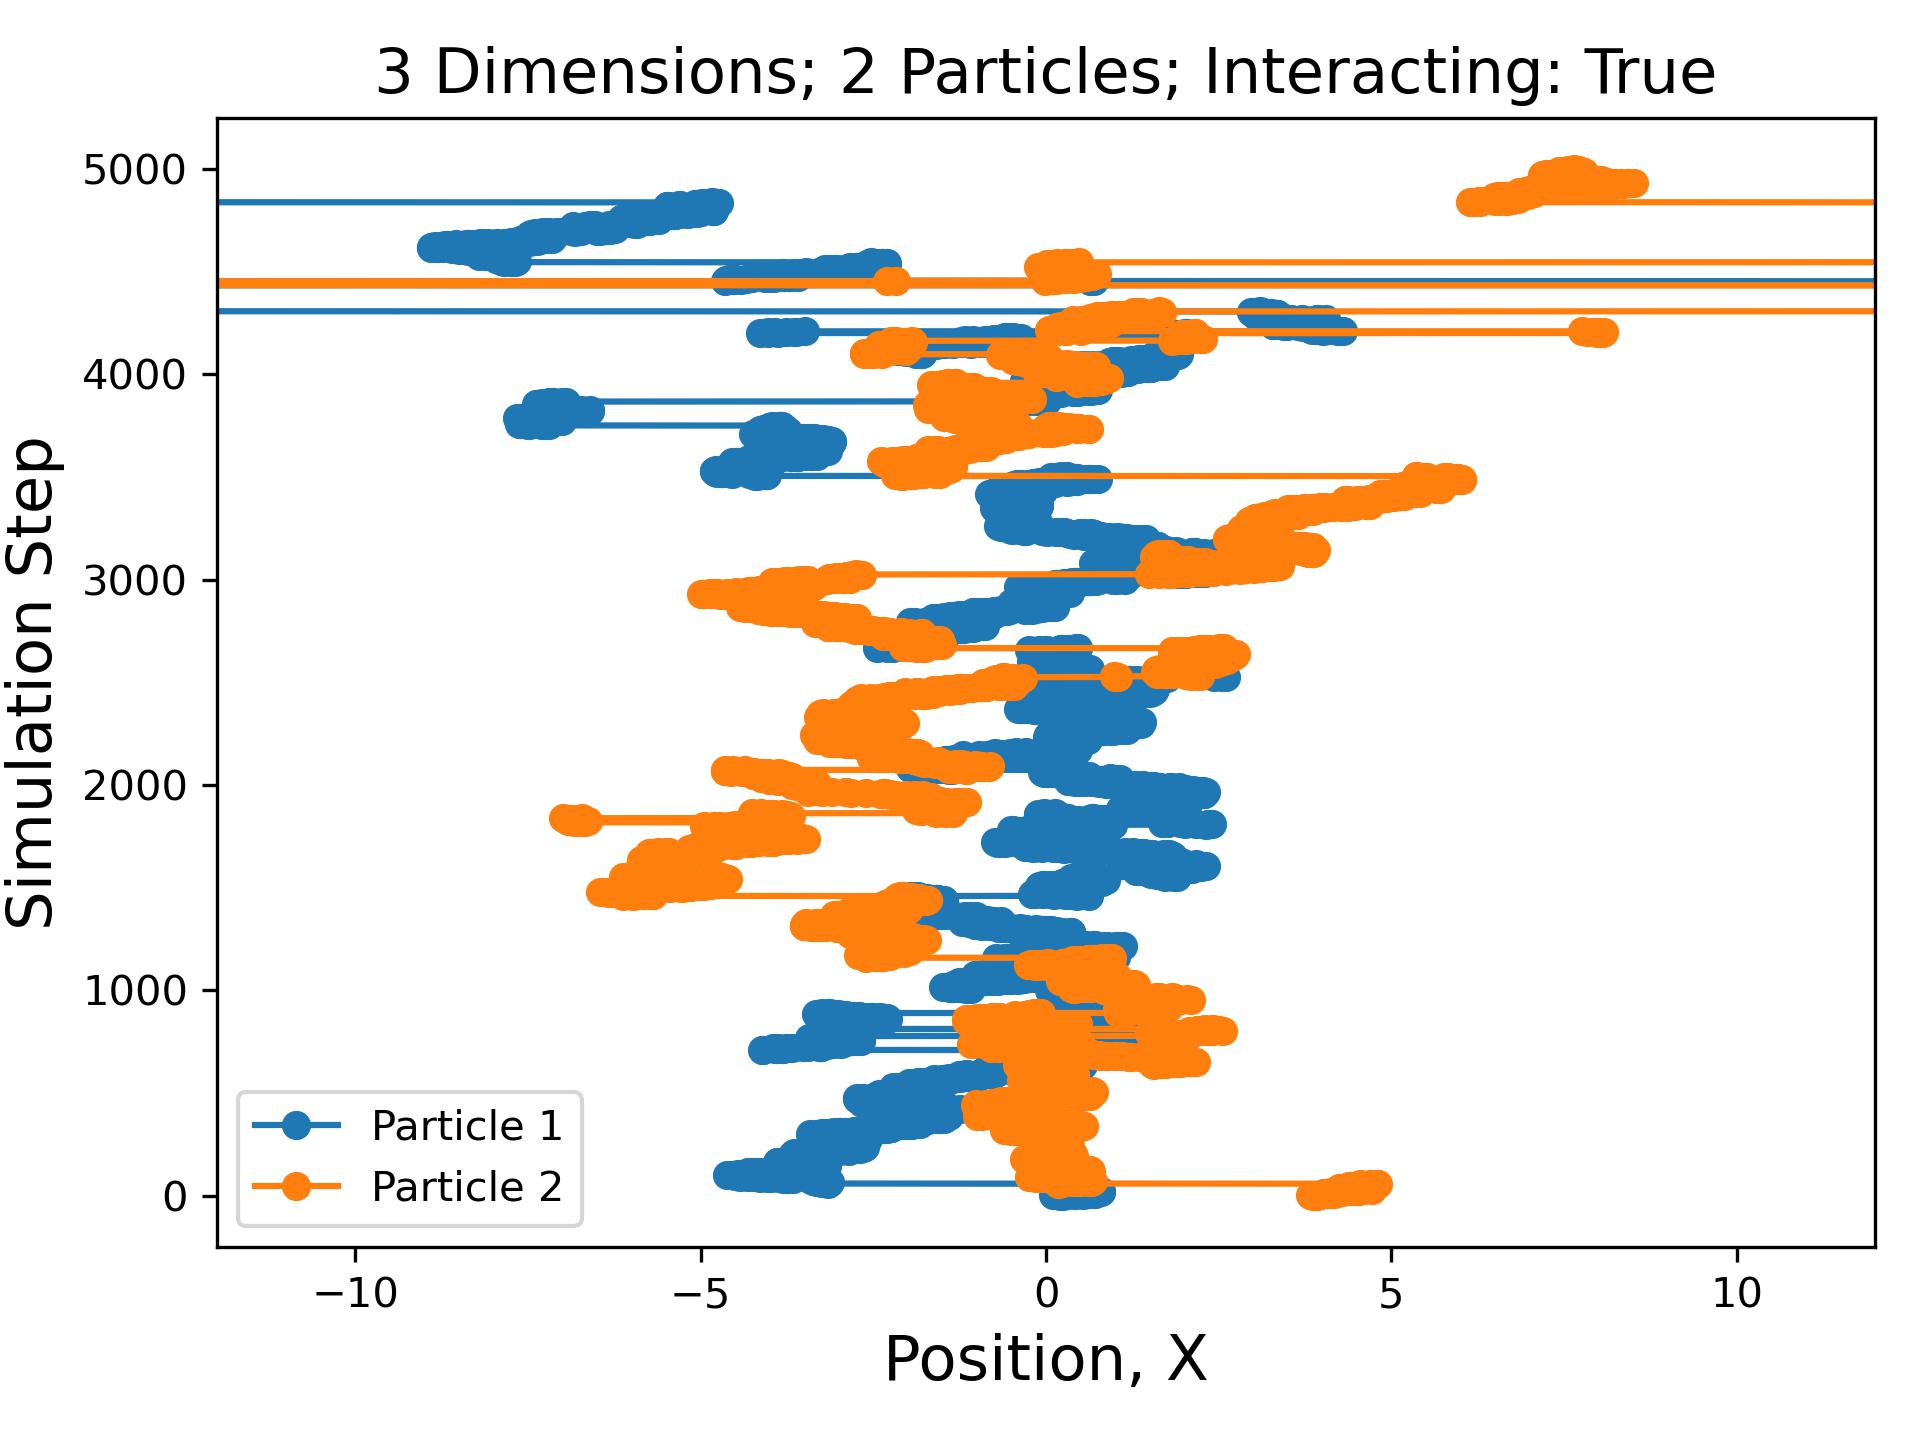 3 Dimensions; 2 Particles; Interacting: True
5000
4000
3000
2000
1000
0
Simulation Step
Particle 1
Particle 2
−10
−5
0
5
10
Position, X